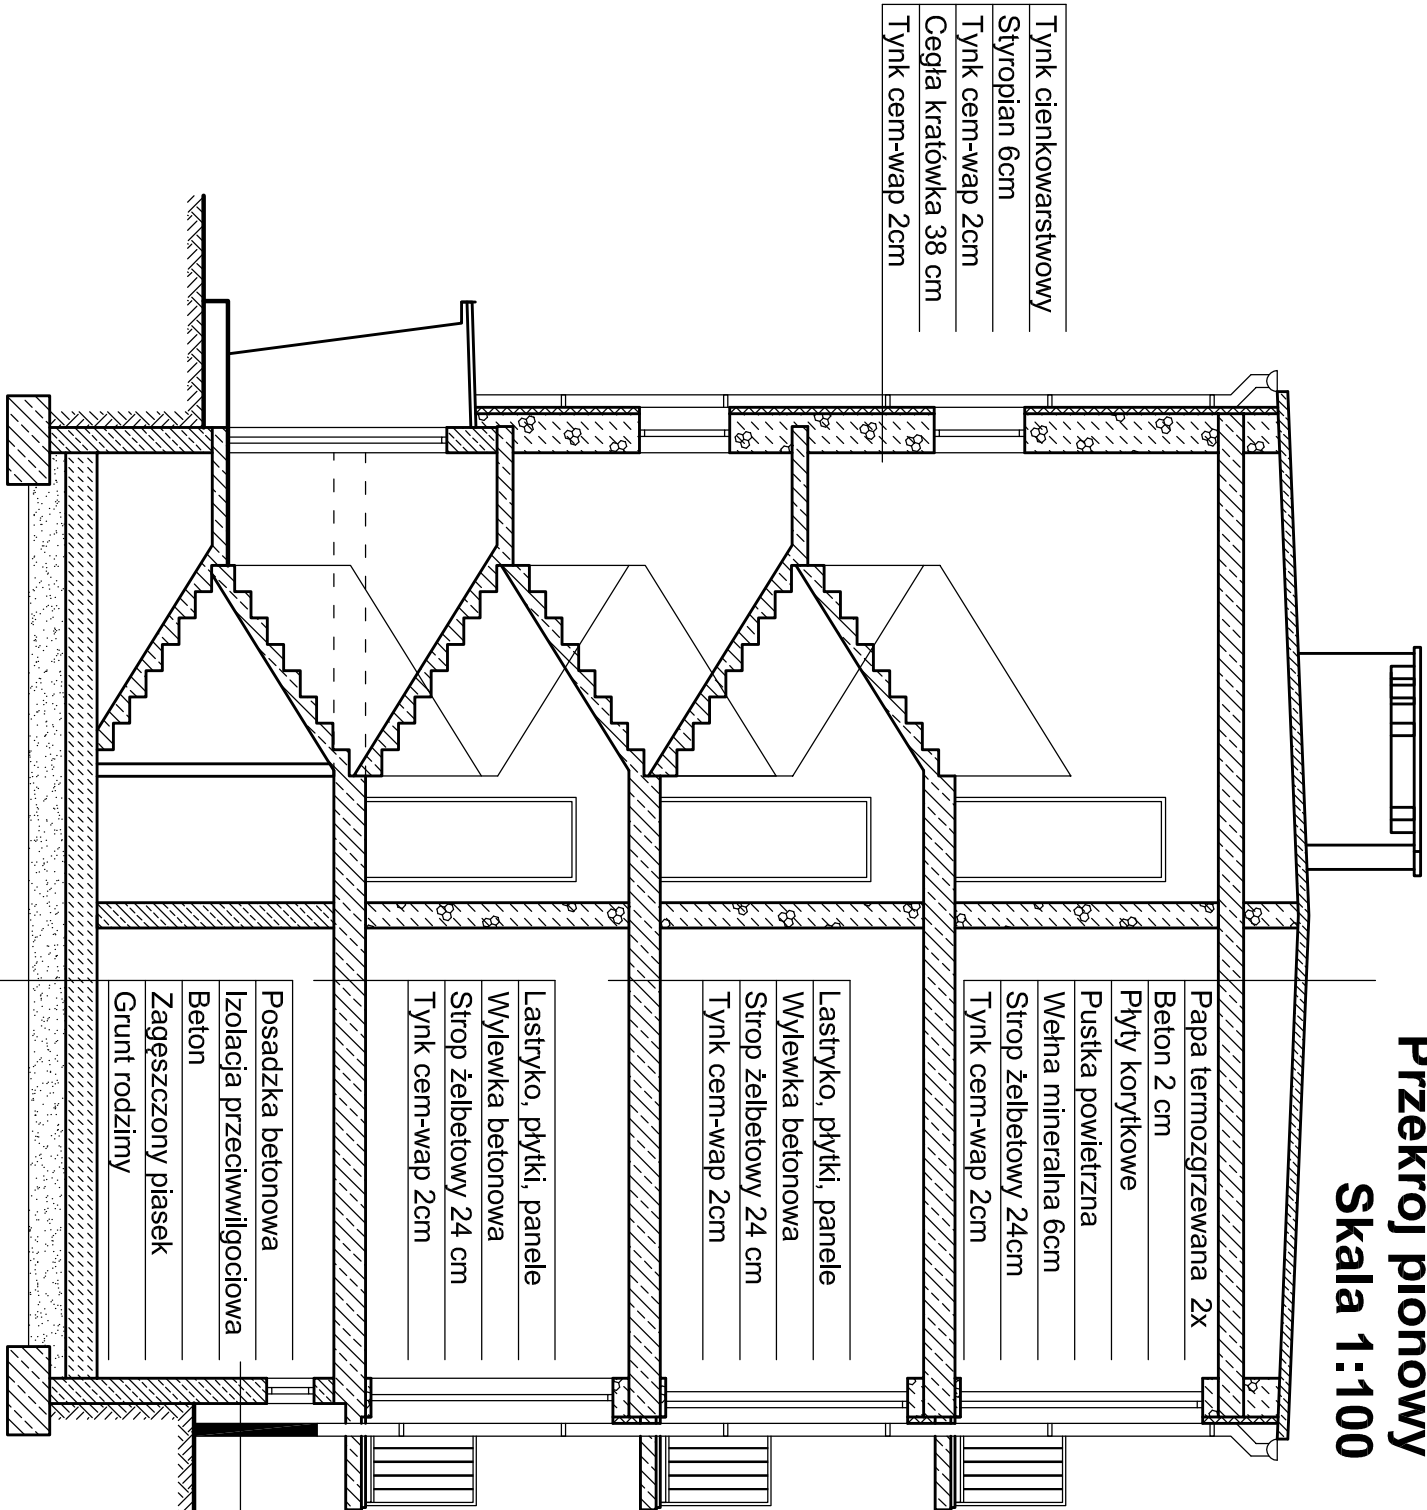 Przekrój pionowy
Skala 1:100
Tynk cienkowarstwowy
Styropian 6cm
Tynk cem-wap 2cm
Cegła kratówka 38 cm
Tynk cem-wap 2cm
Papa termozgrzewana 2x
Beton 2 cm
Płyty korytkowe
Pustka powietrzna
Wełna mineralna 6cm
Strop żelbetowy 24cm
Tynk cem-wap 2cm
Lastryko, płytki, panele
Wylewka betonowa
Strop żelbetowy 24 cm
Tynk cem-wap 2cm
Lastryko, płytki, panele
Wylewka betonowa
Strop żelbetowy 24 cm
Tynk cem-wap 2cm
Posadzka betonowa
Izolacja przeciwwilgociowa
Beton
Zagęszczony piasek
Grunt rodzimy